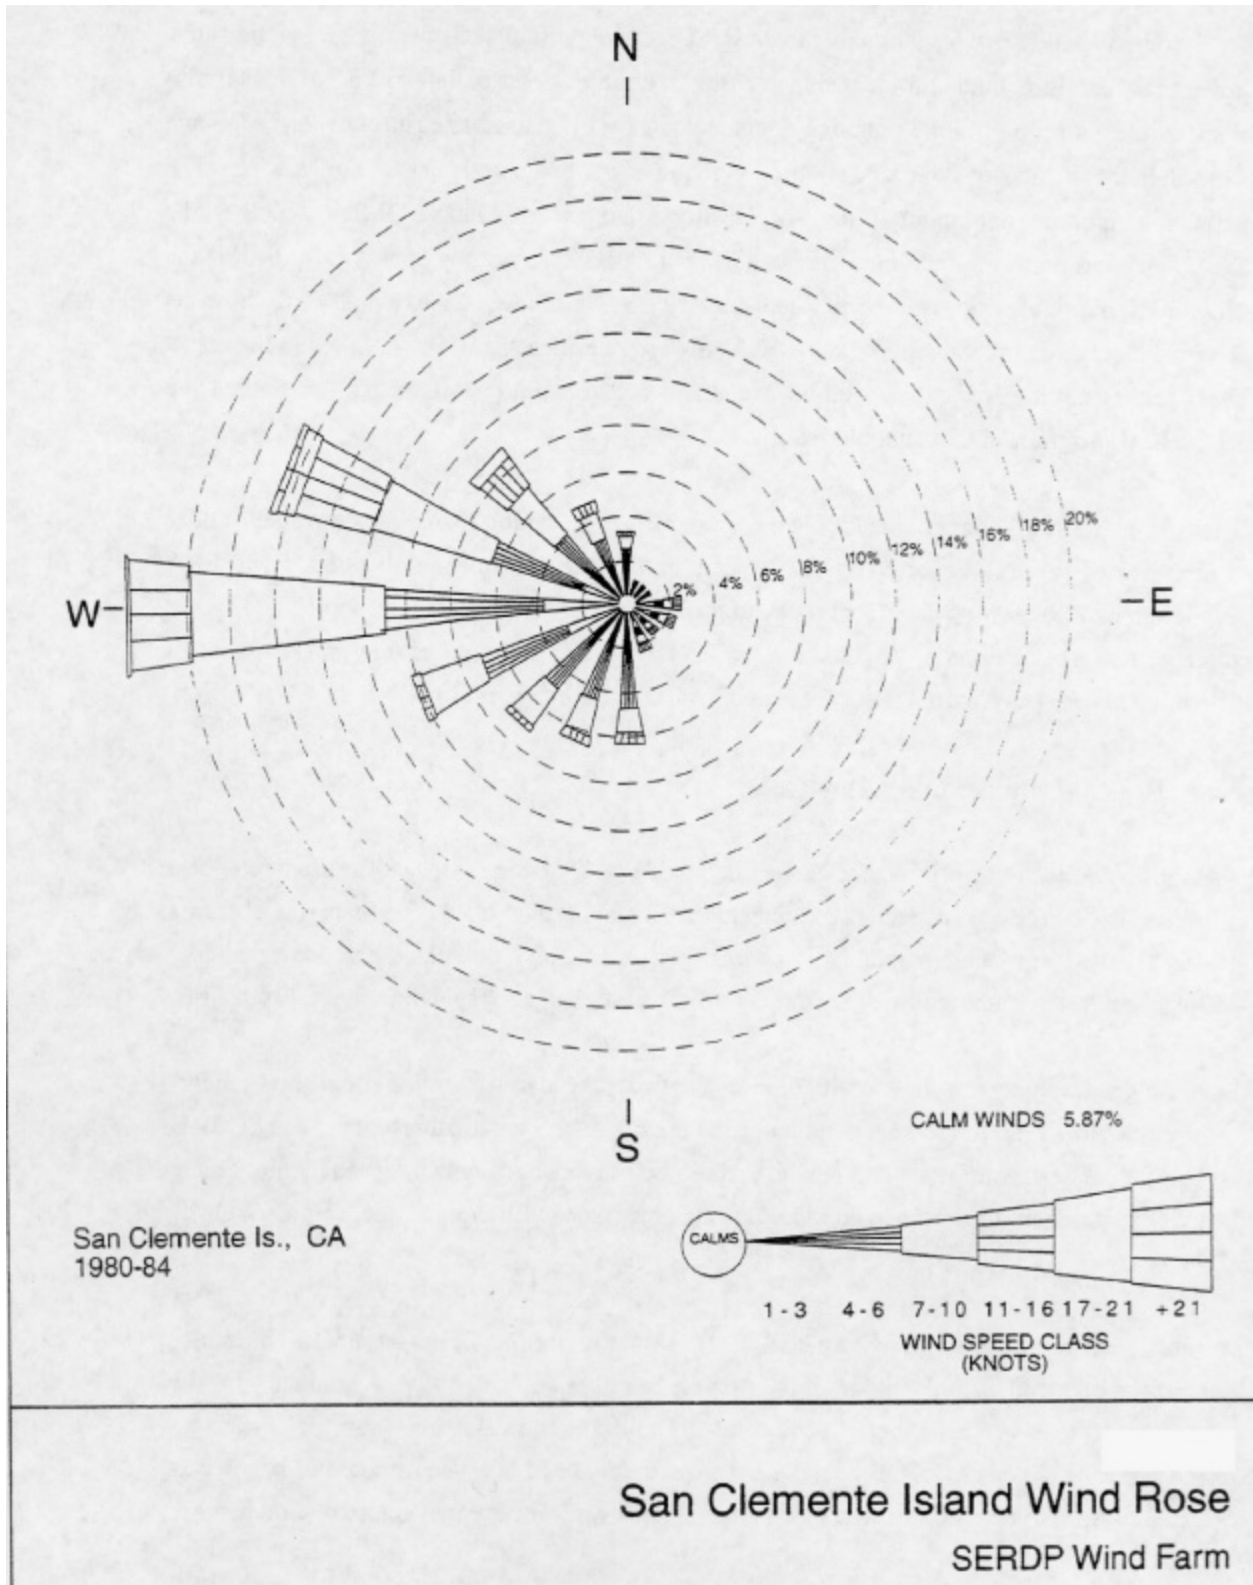 N
2%
4%
6%
8%
10%
12%
14%
16%
18%
20%
W
E
S
CALM WINDS 5.87%
San Clemente Is., CA
1980-84
CALMS
1 - 3 4 - 6 7 - 10 11 - 16 17 - 21 +21
WIND SPEED CLASS
(KNOTS)
San Clemente Island Wind Rose
SERDP Wind Farm